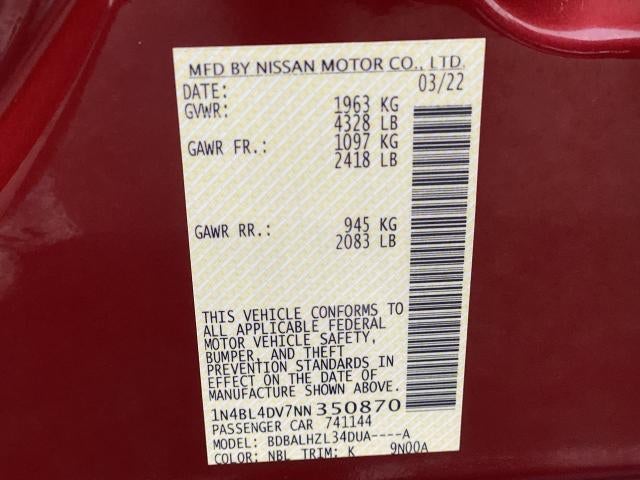 MFD BY NISSAN MOTOR CO., LTD.
DATE: 03/22
GVWR: 1963 KG
4328 LB
GAWR FR.: 1097 KG
2418 LB
GAWR RR.: 945 KG
2083 LB
THIS VEHICLE CONFORMS TO
ALL APPLICABLE FEDERAL
MOTOR VEHICLE SAFETY,
BUMPER, AND THEFT
PREVENTION STANDARDS IN
EFFECT ON THE DATE OF
MANUFACTURE SHOWN ABOVE.
1N4BL4DV7NN350870
PASSENGER CAR 741144
MODEL: BDBALHZL34DUA----A
COLOR: NBL TRIM: K 9N00A